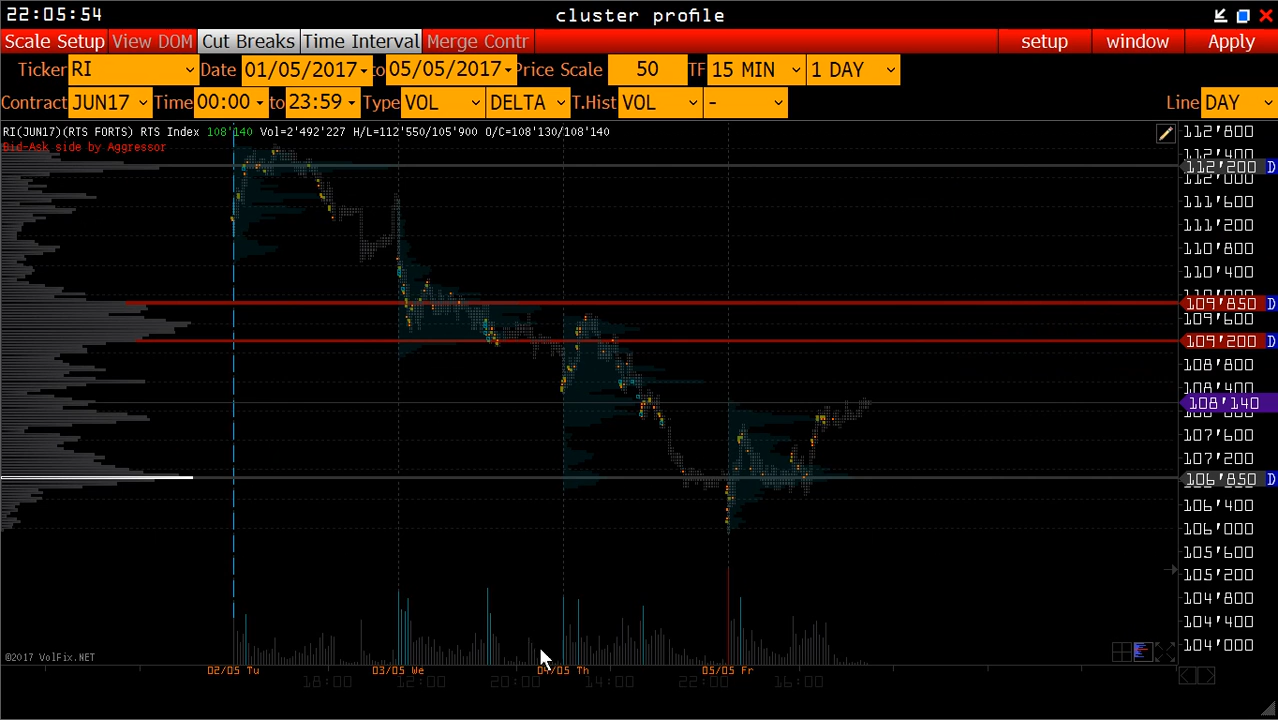 22:05:54 cluster profile
Scale Setup View DOM Cut Breaks Time Interval Merge Contr setup window Apply
Ticker RI Date 01/05/2017 to 05/05/2017 Price Scale 50 TF 15 MIN 1 DAY
Contract JUN17 Time 00:00 to 23:59 Type VOL DELTA T.Hist VOL - Line DAY
RI(JUN17)(RTS FORTS) RTS Index 108'140 Vol=2'492'227 H/L=112'550/105'900 O/C=108'130/108'140
Bid-Ask side by Aggressor
112'800
112'400
112'200 D
112'000
111'600
111'200
110'800
110'400
109'850 D
109'600
109'200 D
108'800
108'400
108'140
107'600
107'200
106'850 D
106'400
106'000
105'600
105'200
104'800
104'400
104'000
©2017 VolFix.NET
02/05 Tu 03/05 We 04/05 Th 05/05 Fr
18:00 12:00 20:00 14:00 22:00 16:00